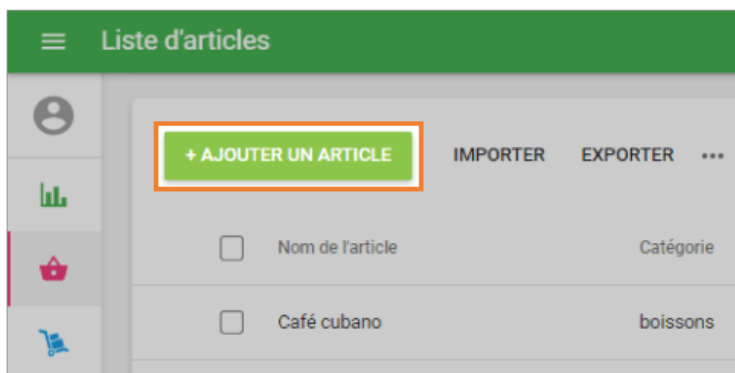 Liste d'articles
+ AJOUTER UN ARTICLE IMPORTER EXPORTER •••
Nom de l'article Catégorie
Café cubano boissons